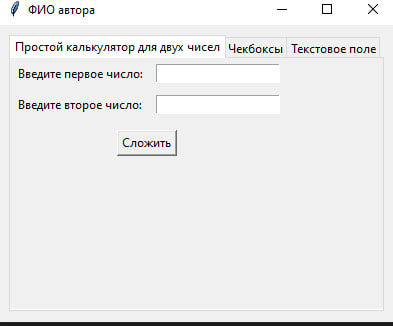 ФИО автора
Простой калькулятор для двух чисел Чекбоксы Текстовое поле
Введите первое число:
Введите второе число:
Сложить